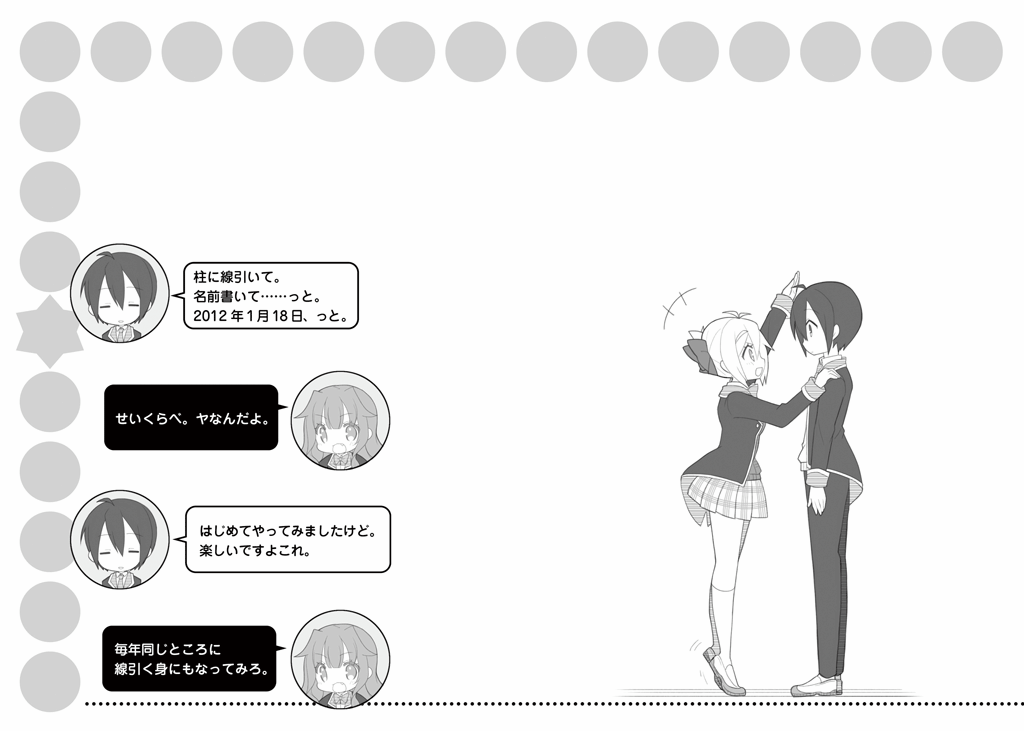 柱に線引いて。
名前書いて……っと。
2012年1月18日、っと。
せいくらべ。ヤなんだよ。
はじめてやってみましたけど。
楽しいですよこれ。
毎年同じところに
線引く身にもなってみろ。